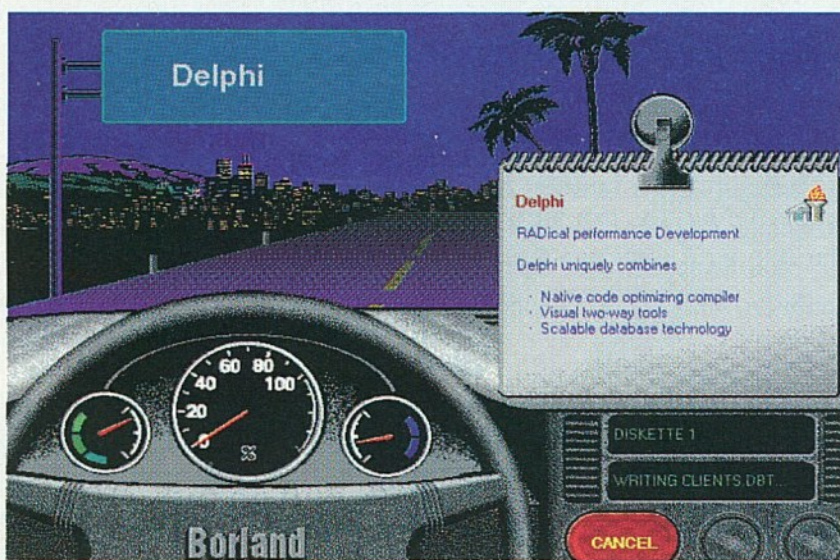 Delphi
Delphi
RADical performance Development
Delphi uniquely combines
· Native code optimizing compiler
· Visual two-way tools
· Scalable database technology
0
20
40
60
80
100
%
DISKETTE 1
WRITING CLIENTS.DBT...
Borland
CANCEL